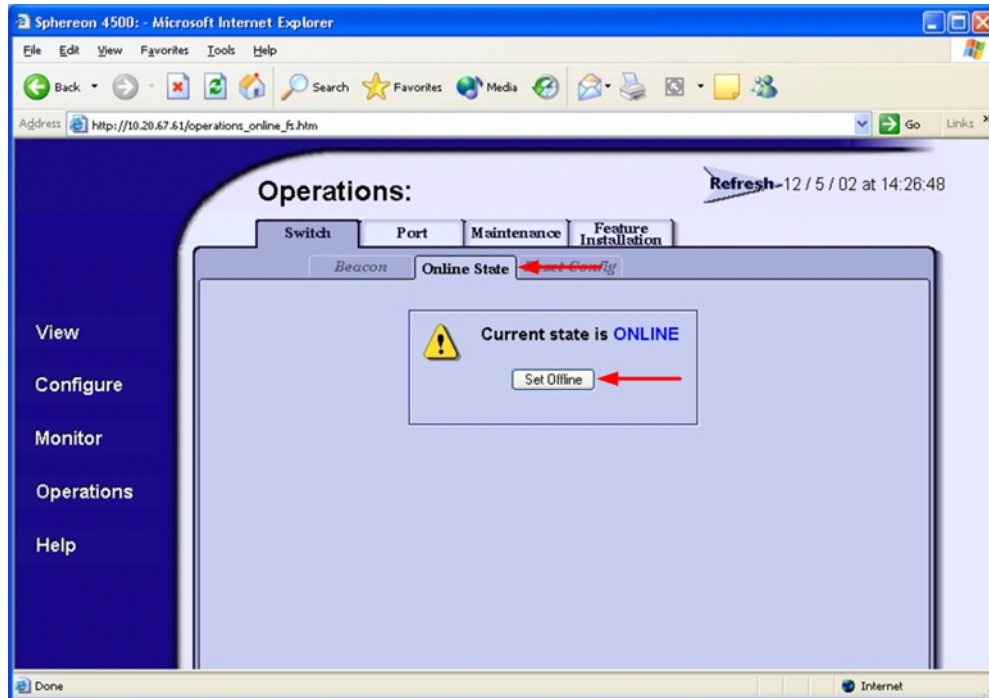 Sphereon 4500: - Microsoft Internet Explorer
File Edit View Favorites Tools Help
Back Search Favorites Media
Address http://10.20.67.61/operations_online_fs.htm Go Links »
Operations: Refresh 12 / 5 / 02 at 14:26:48
Switch Port Maintenance Feature Installation
Beacon Online State Reset Config
Current state is ONLINE
Set Offline
View
Configure
Monitor
Operations
Help
Done Internet